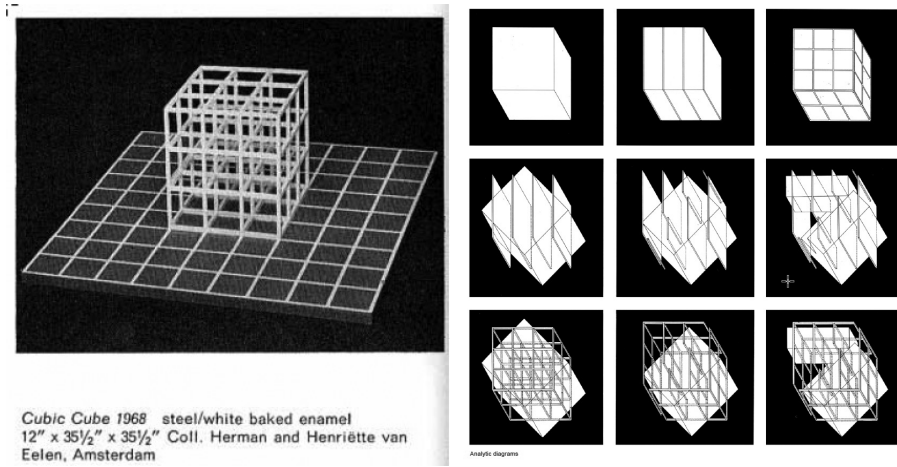 Cubic Cube 1968 steel/white baked enamel
12" x 35½" x 35½" Coll. Herman and Henriëtte van
Eelen, Amsterdam
Analytic diagrams